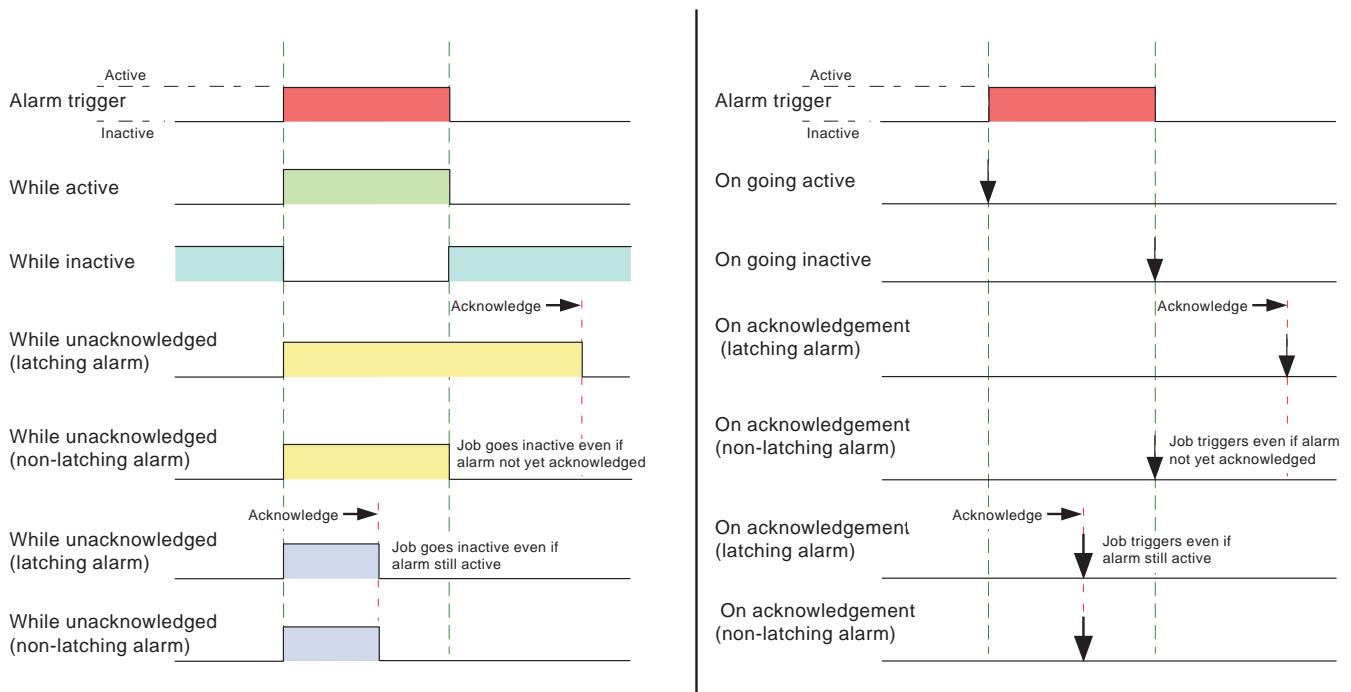 Active
Alarm trigger
Inactive
While active
While inactive
Acknowledge
While unacknowledged
(latching alarm)
While unacknowledged
(non-latching alarm)
Job goes inactive even if
alarm not yet acknowledged
Acknowledge
While unacknowledged
(latching alarm)
Job goes inactive even if
alarm still active
While unacknowledged
(non-latching alarm)
Active
Alarm trigger
Inactive
On going active
On going inactive
Acknowledge
On acknowledgement
(latching alarm)
On acknowledgement
(non-latching alarm)
Job triggers even if alarm
not yet acknowledged
Acknowledge
On acknowledgement
(latching alarm)
Job triggers even if
alarm still active
On acknowledgement
(non-latching alarm)